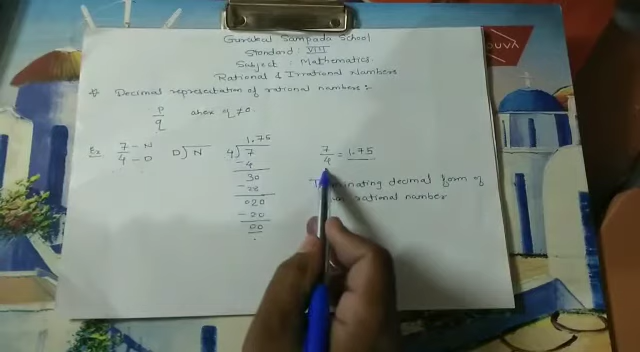 Gurukul Sampada School
Standard : VIII
Subject : Mathematics.
Rational & Irrational Numbers
* Decimal representation of rational numbers :-
p/q where q ≠ 0.
Ex 7/4 - N - D
D)N
1.75
4)7
-4
30
-28
020
-20
00
7/4 = 1.75
decimal form of
rational number